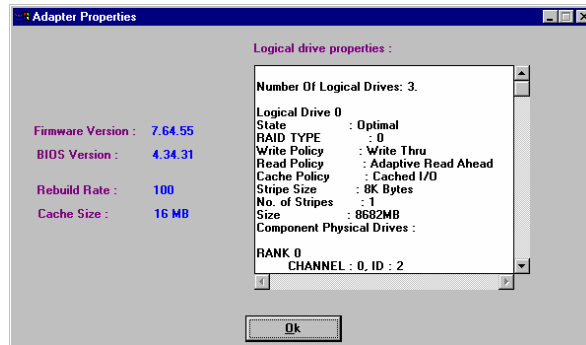 Adapter Properties
Logical drive properties :
Firmware Version : 7.64.55
BIOS Version : 4.34.31
Rebuild Rate : 100
Cache Size : 16 MB
Number Of Logical Drives: 3.
Logical Drive 0
State : Optimal
RAID TYPE : 0
Write Policy : Write Thru
Read Policy : Adaptive Read Ahead
Cache Policy : Cached I/O
Stripe Size : 8K Bytes
No. of Stripes : 1
Size : 8682MB
Component Physical Drives :
RANK 0
CHANNEL : 0, ID : 2
Ok